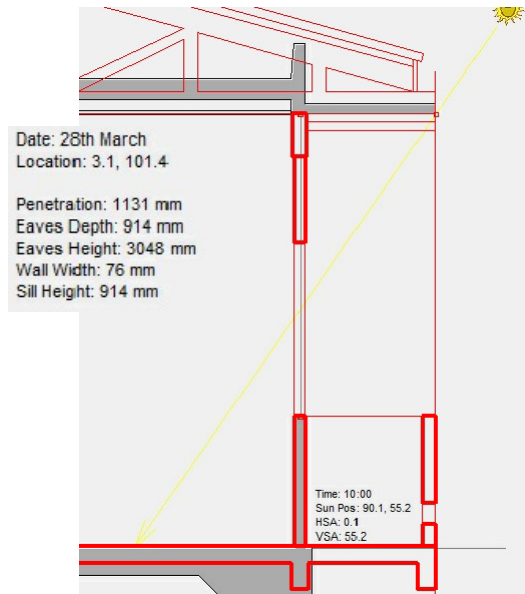 Date: 28th March
Location: 3.1, 101.4
Penetration: 1131 mm
Eaves Depth: 914 mm
Eaves Height: 3048 mm
Wall Width: 76 mm
Sill Height: 914 mm
Time: 10:00
Sun Pos: 90.1, 55.2
HSA: 0.1
VSA: 55.2